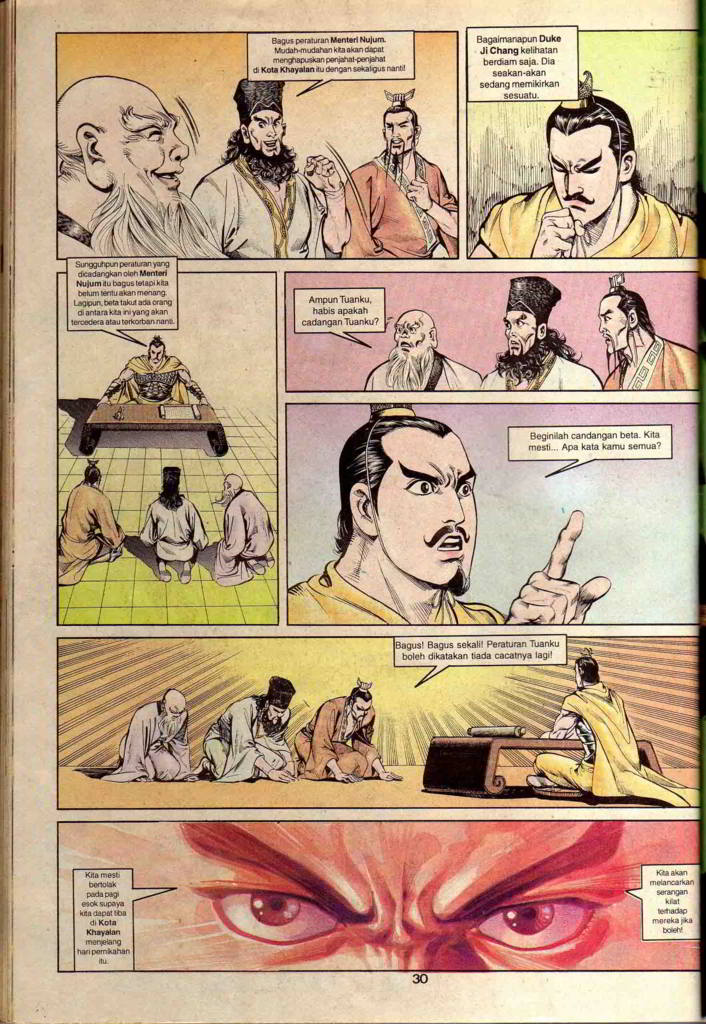 Bagus peraturan Menteri Nujum.
Mudah-mudahan kita akan dapat
menghapuskan penjahat-penjahat
di Kota Khayalan itu dengan sekaligus nanti!
Bagaimanapun Duke
Ji Chang kelihatan
berdiam saja. Dia
seakan-akan
sedang memikirkan
sesuatu.
Sungguhpun peraturan yang
dicadangkan oleh Menteri
Nujum itu bagus tetapi kita
belum tentu akan menang.
Lagipun, beta takut ada orang
di antara kita ini yang akan
tercedera atau terkorban nanti.
Ampun Tuanku,
habis apakah
cadangan Tuanku?
Beginilah candangan beta. Kita
mesti... Apa kata kamu semua?
Bagus! Bagus sekali! Peraturan Tuanku
boleh dikatakan tiada cacatnya lagi!
Kita mesti
bertolak
pada pagi
esok supaya
kita dapat tiba
di Kota
Khayalan
menjelang
hari pernikahan
itu.
Kita akan
melancarkan
serangan
kilat
terhadap
mereka jika
boleh!
30